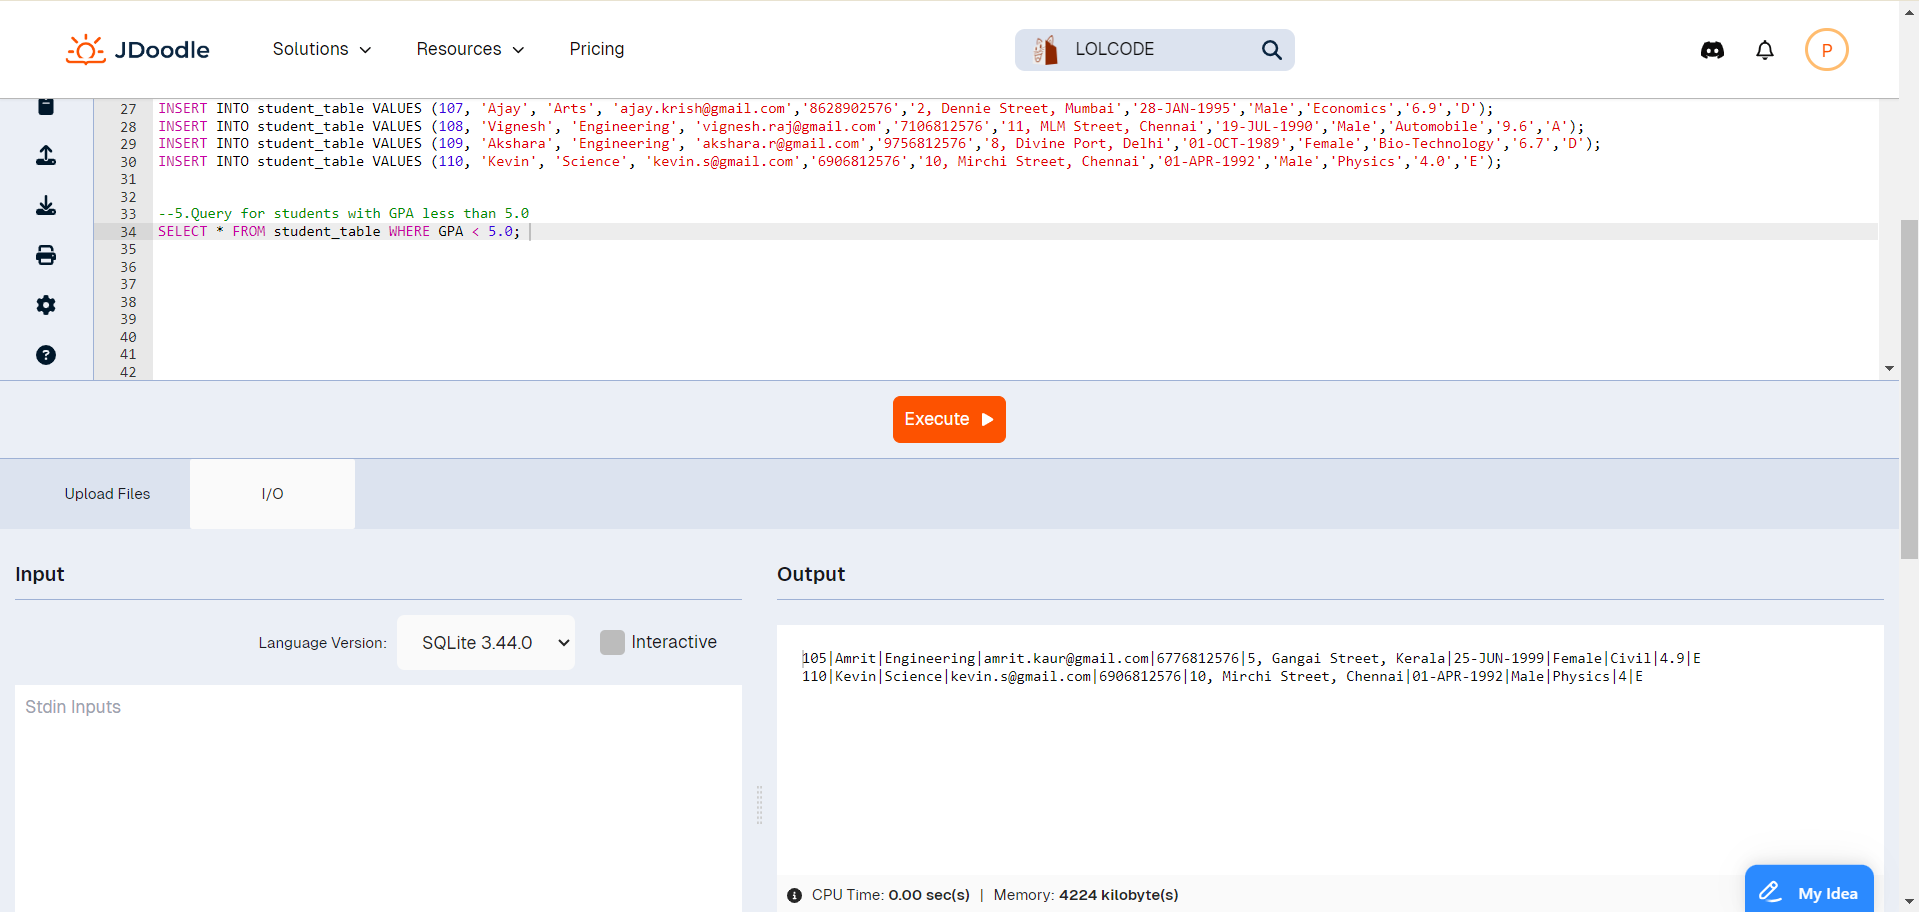 JDoodle
Solutions
Resources
Pricing
LOLCODE
P
27 INSERT INTO student_table VALUES (107, 'Ajay', 'Arts', 'ajay.krish@gmail.com','8628902576','2, Dennie Street, Mumbai','28-JAN-1995','Male','Economics','6.9','D');
28 INSERT INTO student_table VALUES (108, 'Vignesh', 'Engineering', 'vignesh.raj@gmail.com','7106812576','11, MLM Street, Chennai','19-JUL-1990','Male','Automobile','9.6','A');
29 INSERT INTO student_table VALUES (109, 'Akshara', 'Engineering', 'akshara.r@gmail.com','9756812576','8, Divine Port, Delhi','01-OCT-1989','Female','Bio-Technology','6.7','D');
30 INSERT INTO student_table VALUES (110, 'Kevin', 'Science', 'kevin.s@gmail.com','6906812576','10, Mirchi Street, Chennai','01-APR-1992','Male','Physics','4.0','E');
31
32
33 --5.Query for students with GPA less than 5.0
34 SELECT * FROM student_table WHERE GPA < 5.0;
35
36
37
38
39
40
41
42
Execute
Upload Files
I/O
Input
Output
Language Version:
SQLite 3.44.0
Interactive
Stdin Inputs
105|Amrit|Engineering|amrit.kaur@gmail.com|6776812576|5, Gangai Street, Kerala|25-JUN-1999|Female|Civil|4.9|E
110|Kevin|Science|kevin.s@gmail.com|6906812576|10, Mirchi Street, Chennai|01-APR-1992|Male|Physics|4|E
CPU Time: 0.00 sec(s) | Memory: 4224 kilobyte(s)
My Idea